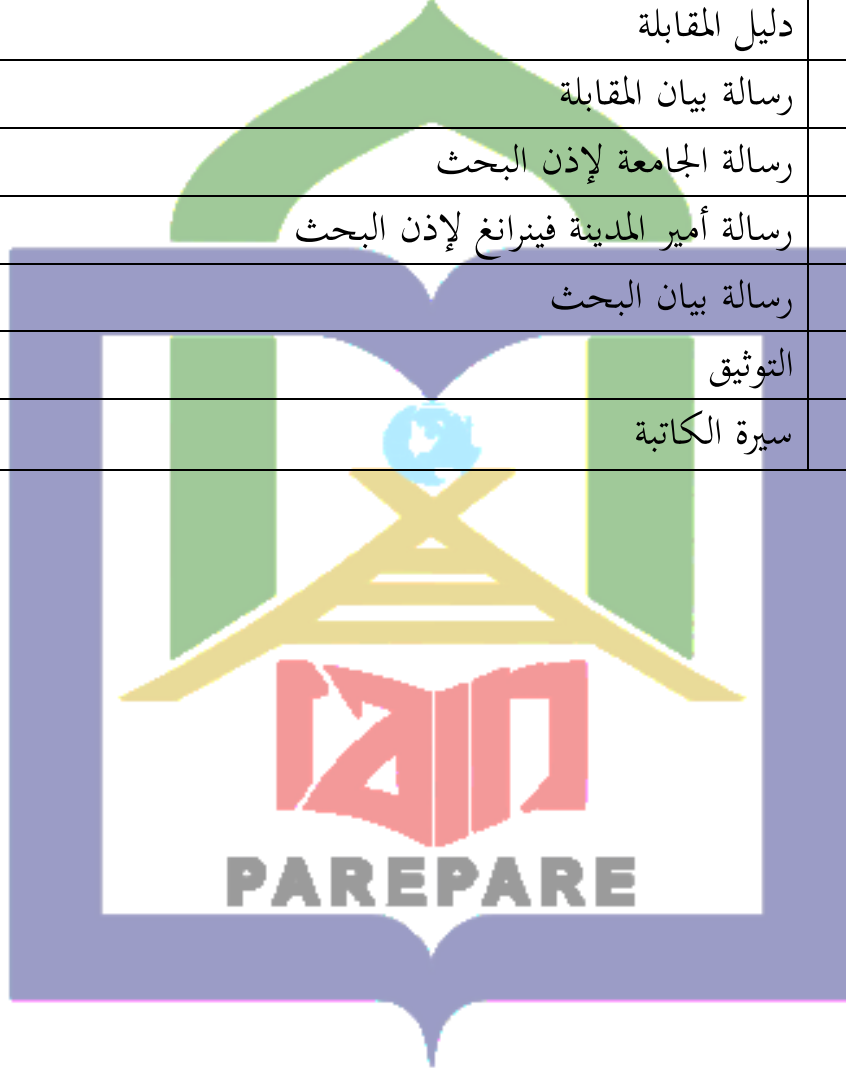 دليل المقابلة
رسالة بيان المقابلة
رسالة الجامعة لإذن البحث
رسالة أمير المدينة فينرانغ لإذن البحث
رسالة بيان البحث
التوثيق
سيرة الكاتبة
iain
PAREPARE